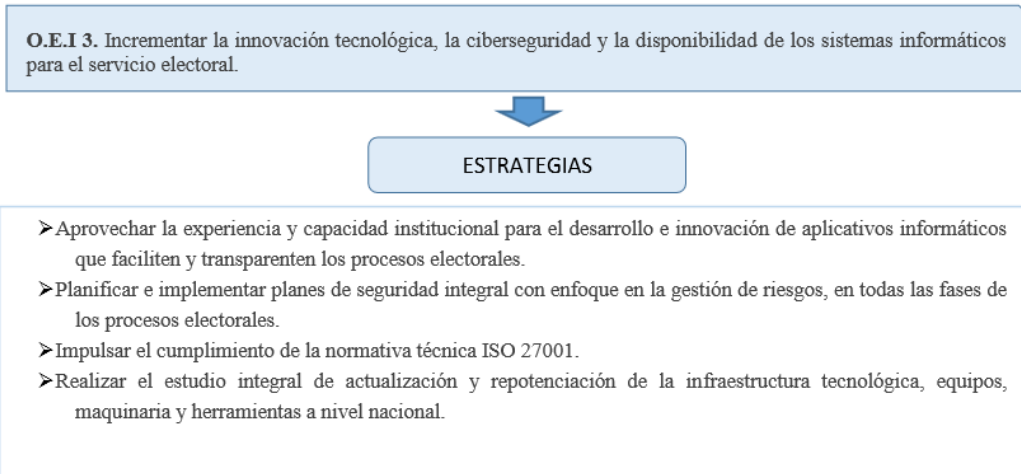 O.E.I 3. Incrementar la innovación tecnológica, la ciberseguridad y la disponibilidad de los sistemas informáticos
para el servicio electoral.
ESTRATEGIAS
➤Aprovechar la experiencia y capacidad institucional para el desarrollo e innovación de aplicativos informáticos
que faciliten y transparenten los procesos electorales.
➤Planificar e implementar planes de seguridad integral con enfoque en la gestión de riesgos, en todas las fases de
los procesos electorales.
➤Impulsar el cumplimiento de la normativa técnica ISO 27001.
➤Realizar el estudio integral de actualización y repotenciación de la infraestructura tecnológica, equipos,
maquinaria y herramientas a nivel nacional.